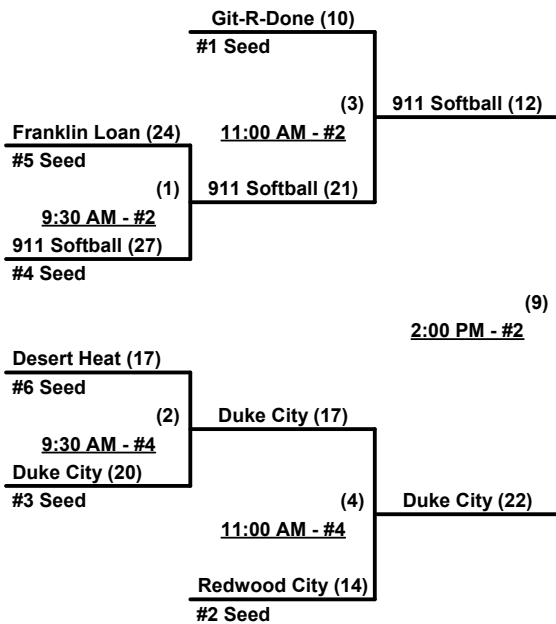 Git-R-Done (10)
#1 Seed
(3)
911 Softball (12)
11:00 AM - #2
Franklin Loan (24)
#5 Seed
(1)
911 Softball (21)
9:30 AM - #2
911 Softball (27)
#4 Seed
(9)
2:00 PM - #2
Desert Heat (17)
#6 Seed
(2)
Duke City (17)
9:30 AM - #4
Duke City (20)
#3 Seed
(4)
Duke City (22)
11:00 AM - #4
Redwood City (14)
#2 Seed